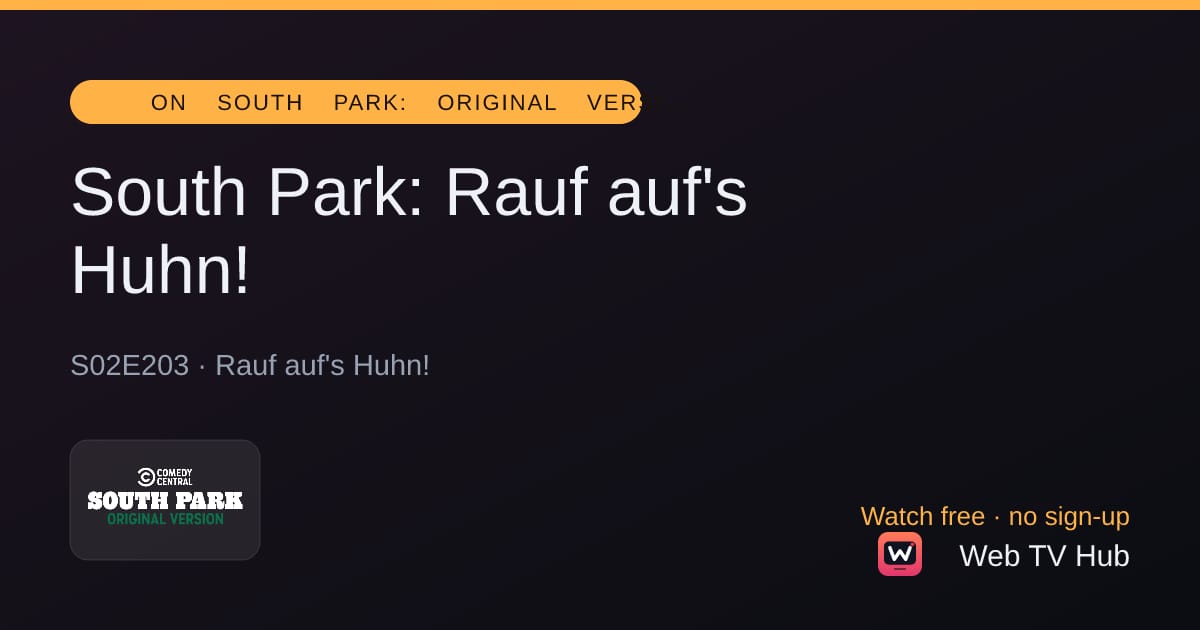 ON SOUTH PARK: ORIGINAL
South Park: Rauf auf's
Huhn!
S02E203 · Rauf auf's Huhn!
COMEDY
CENTRAL
SOUTH PARK
ORIGINAL VERSION
Watch free · no sign-up
Web TV Hub